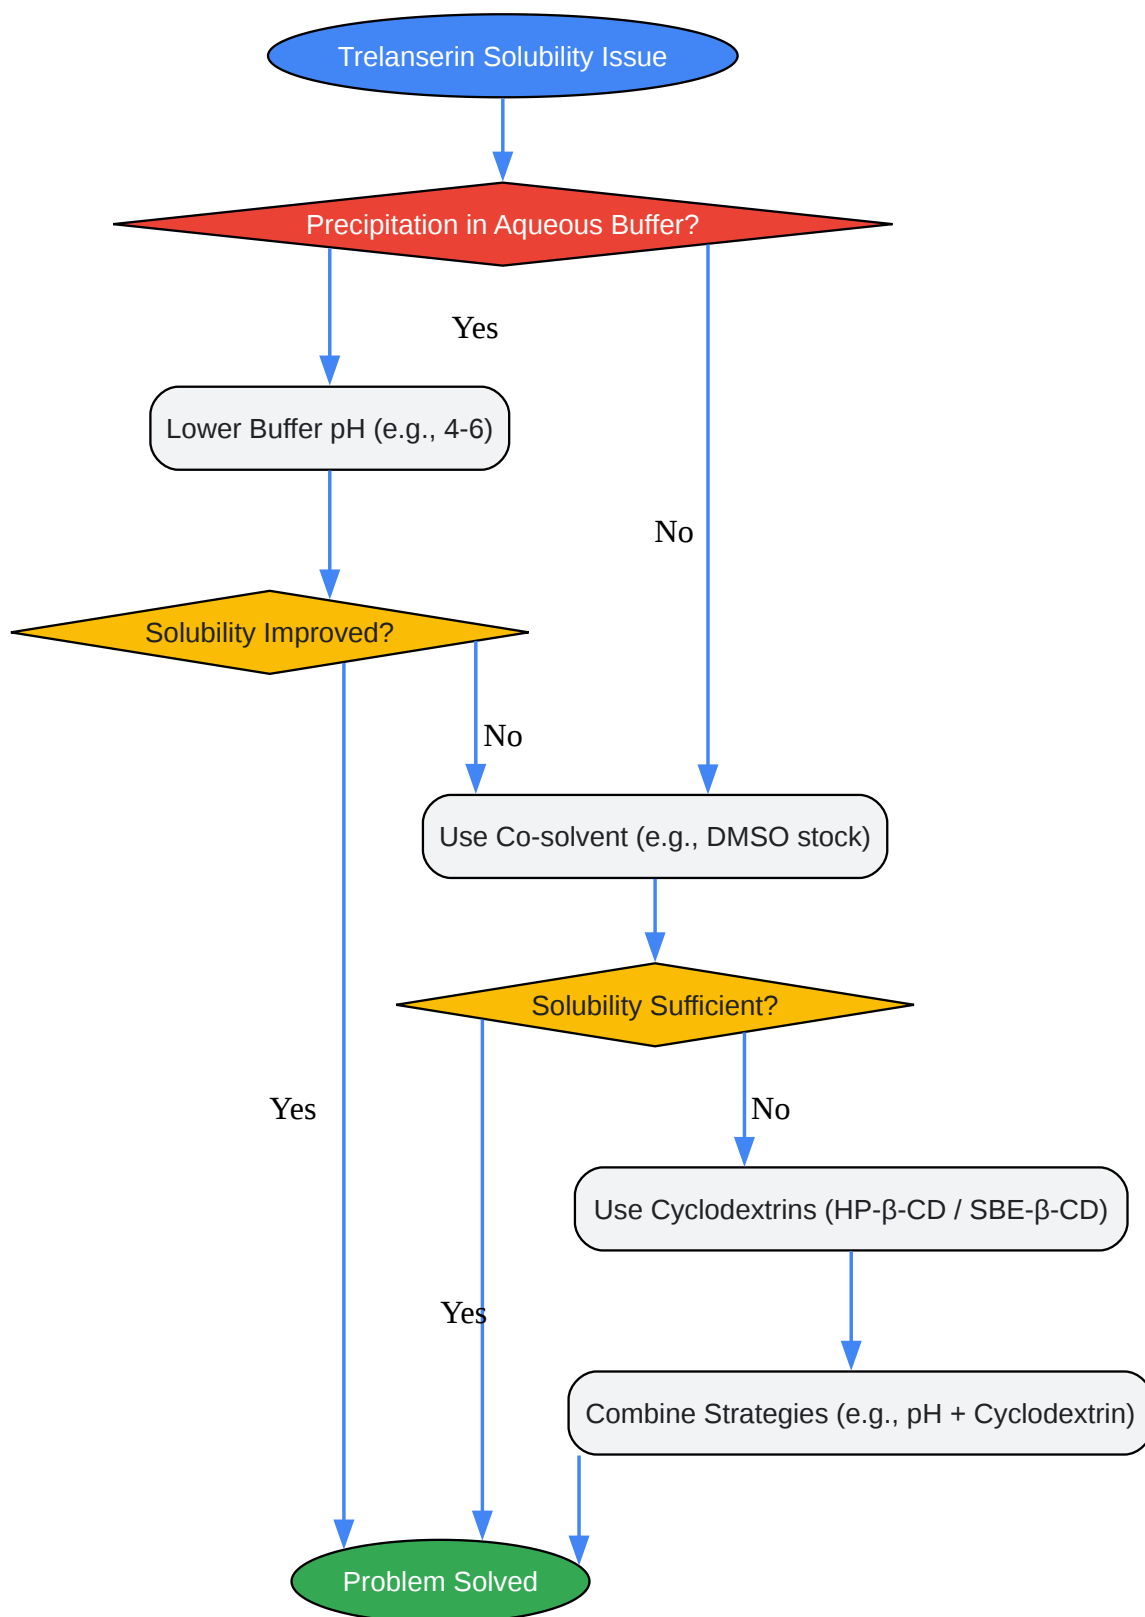 Trelanserin Solubility Issue
Precipitation in Aqueous Buffer?
Yes
Lower Buffer pH (e.g., 4-6)
No
Solubility Improved?
No
Use Co-solvent (e.g., DMSO stock)
Solubility Sufficient?
Yes
No
Use Cyclodextrins (HP-β-CD / SBE-β-CD)
Yes
Combine Strategies (e.g., pH + Cyclodextrin)
Problem Solved